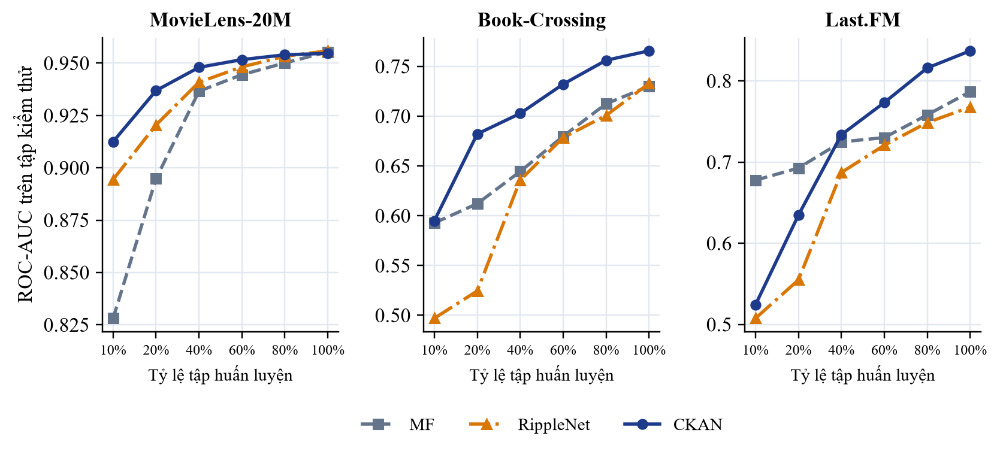 MovieLens-20M
Book-Crossing
Last.FM
ROC-AUC trên tập kiểm thử
0.950
0.925
0.900
0.875
0.850
0.825
10% 20% 40% 60% 80% 100%
Tỷ lệ tập huấn luyện
0.75
0.70
0.65
0.60
0.55
0.50
10% 20% 40% 60% 80% 100%
Tỷ lệ tập huấn luyện
0.8
0.7
0.6
0.5
10% 20% 40% 60% 80% 100%
Tỷ lệ tập huấn luyện
MF RippleNet CKAN